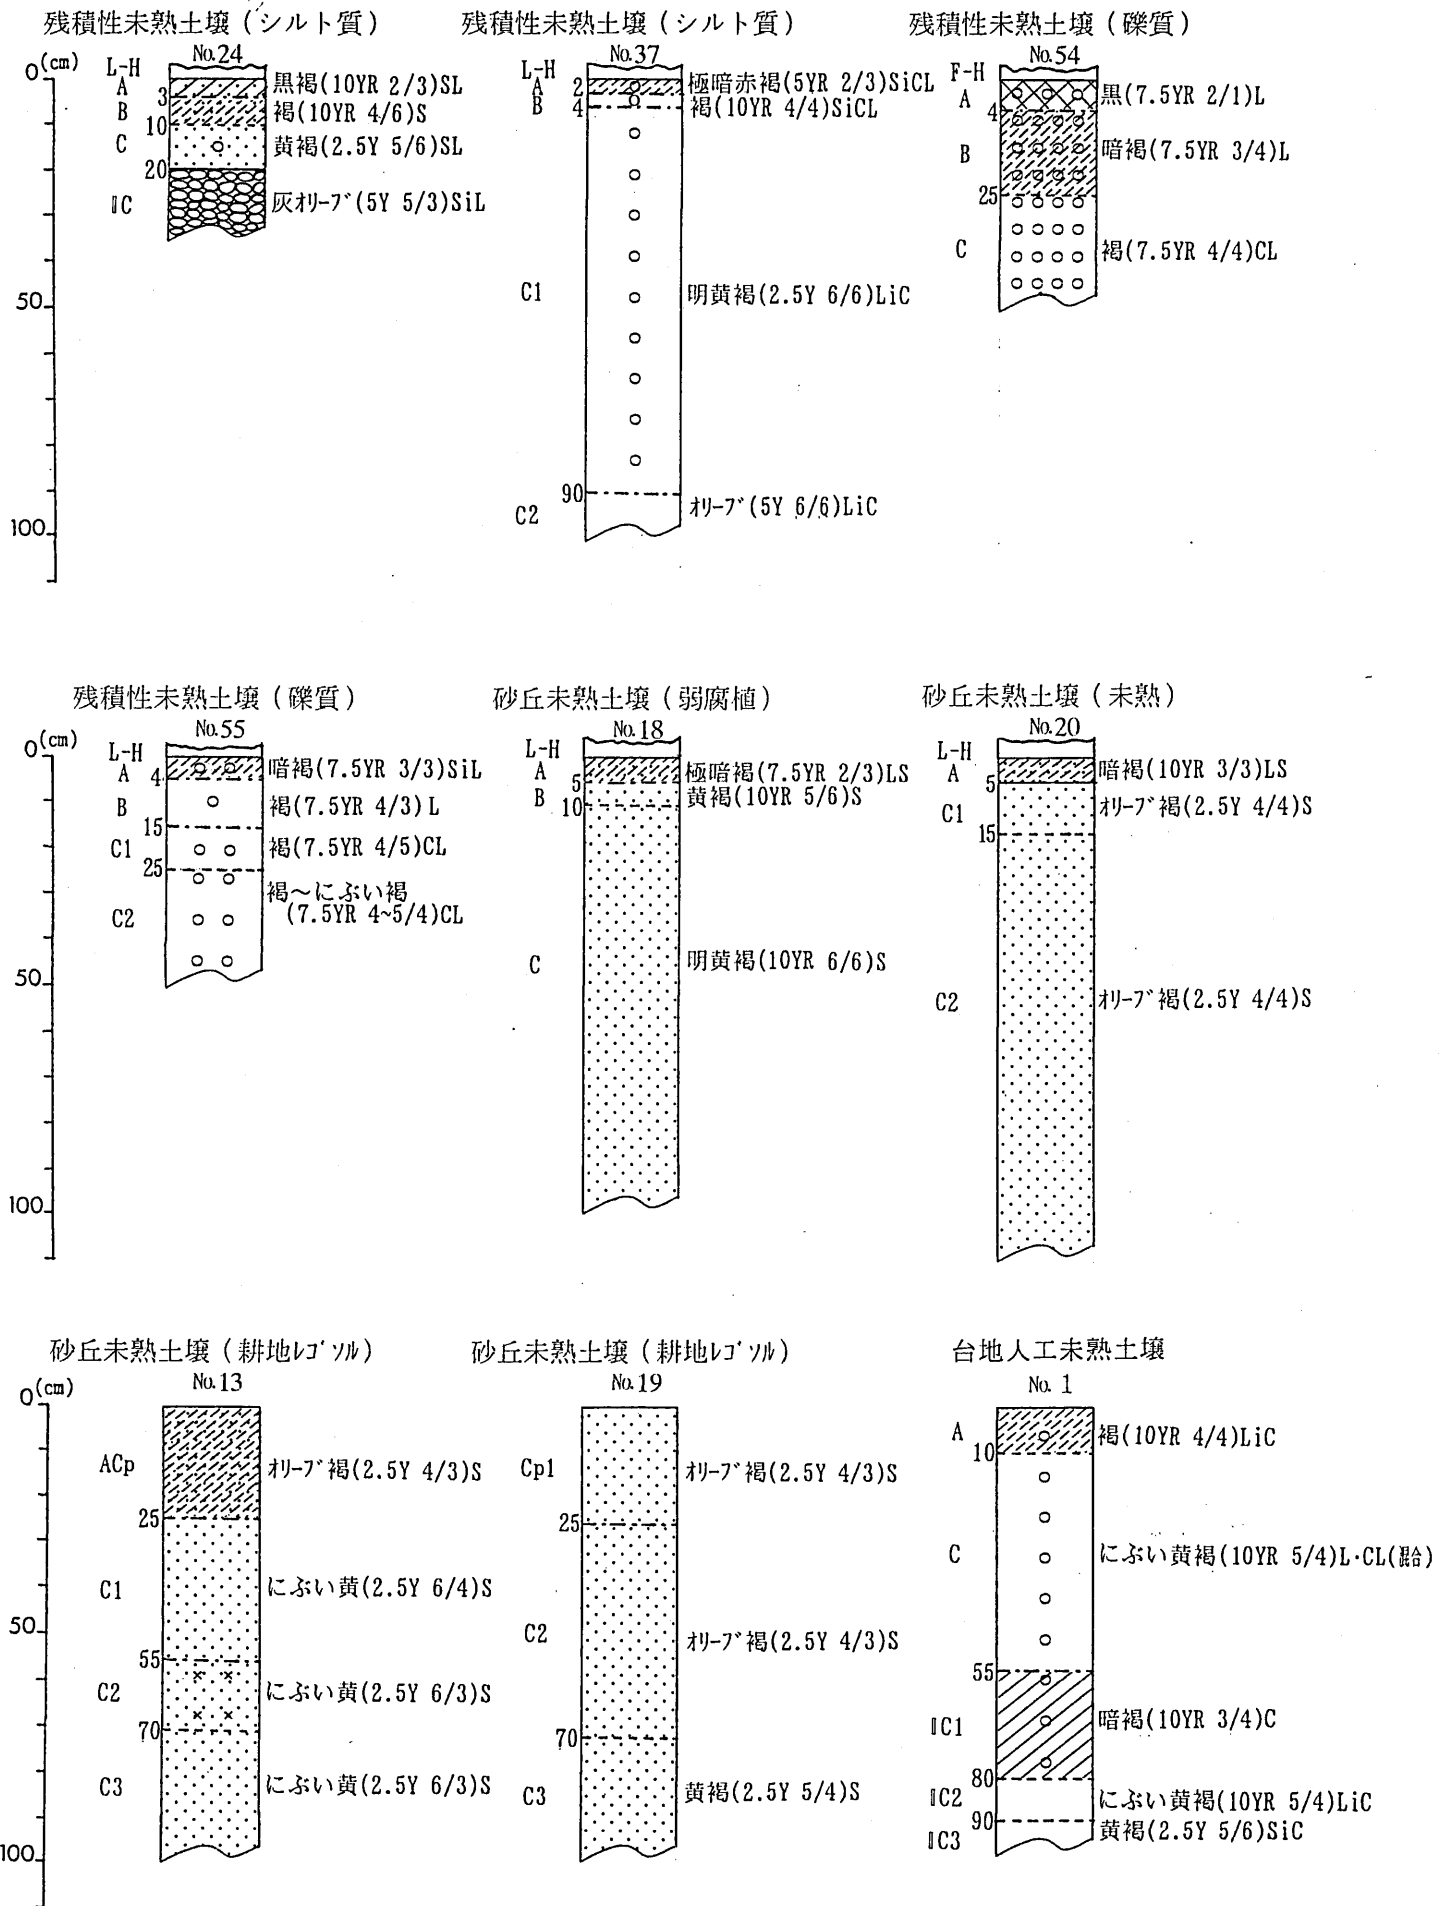 残積性未熟土壌(シルト質)
No.24
0(cm)
50
100
L-H
A
3
B
10
C
20
ⅡC
黒褐(10YR 2/3)SL
褐(10YR 4/6)S
黄褐(2.5Y 5/6)SL
灰オリーブ(5Y 5/3)SiL
残積性未熟土壌(シルト質)
No.37
L-H
A
2
B
4
C1
90
C2
極暗赤褐(5YR 2/3)SiCL
褐(10YR 4/4)SiCL
明黄褐(2.5Y 6/6)LiC
オリーブ(5Y 6/6)LiC
残積性未熟土壌(礫質)
No.54
F-H
A
4
B
25
C
黒(7.5YR 2/1)L
暗褐(7.5YR 3/4)L
褐(7.5YR 4/4)CL
残積性未熟土壌(礫質)
No.55
0(cm)
50
100
L-H
A
4
B
15
C1
25
C2
暗褐(7.5YR 3/3)SiL
褐(7.5YR 4/3)L
褐(7.5YR 4/5)CL
褐~にぶい褐
(7.5YR 4~5/4)CL
砂丘未熟土壌(弱腐植)
No.18
L-H
A
5
B
10
C
極暗褐(7.5YR 2/3)LS
黄褐(10YR 5/6)S
明黄褐(10YR 6/6)S
砂丘未熟土壌(未熟)
No.20
L-H
A
5
C1
15
C2
暗褐(10YR 3/3)LS
オリーブ褐(2.5Y 4/4)S
オリーブ褐(2.5Y 4/4)S
砂丘未熟土壌(耕地レゴソル)
No.13
0(cm)
50
100
ACp
25
C1
55
C2
70
C3
オリーブ褐(2.5Y 4/3)S
にぶい黄(2.5Y 6/4)S
にぶい黄(2.5Y 6/3)S
にぶい黄(2.5Y 6/3)S
砂丘未熟土壌(耕地レゴソル)
No.19
Cp1
25
C2
70
C3
オリーブ褐(2.5Y 4/3)S
オリーブ褐(2.5Y 4/3)S
黄褐(2.5Y 5/4)S
台地人工未熟土壌
No. 1
A
10
C
55
ⅡC1
80
ⅡC2
90
ⅡC3
褐(10YR 4/4)LiC
にぶい黄褐(10YR 5/4)L·CL(混合)
暗褐(10YR 3/4)C
にぶい黄褐(10YR 5/4)LiC
黄褐(2.5Y 5/6)SiC